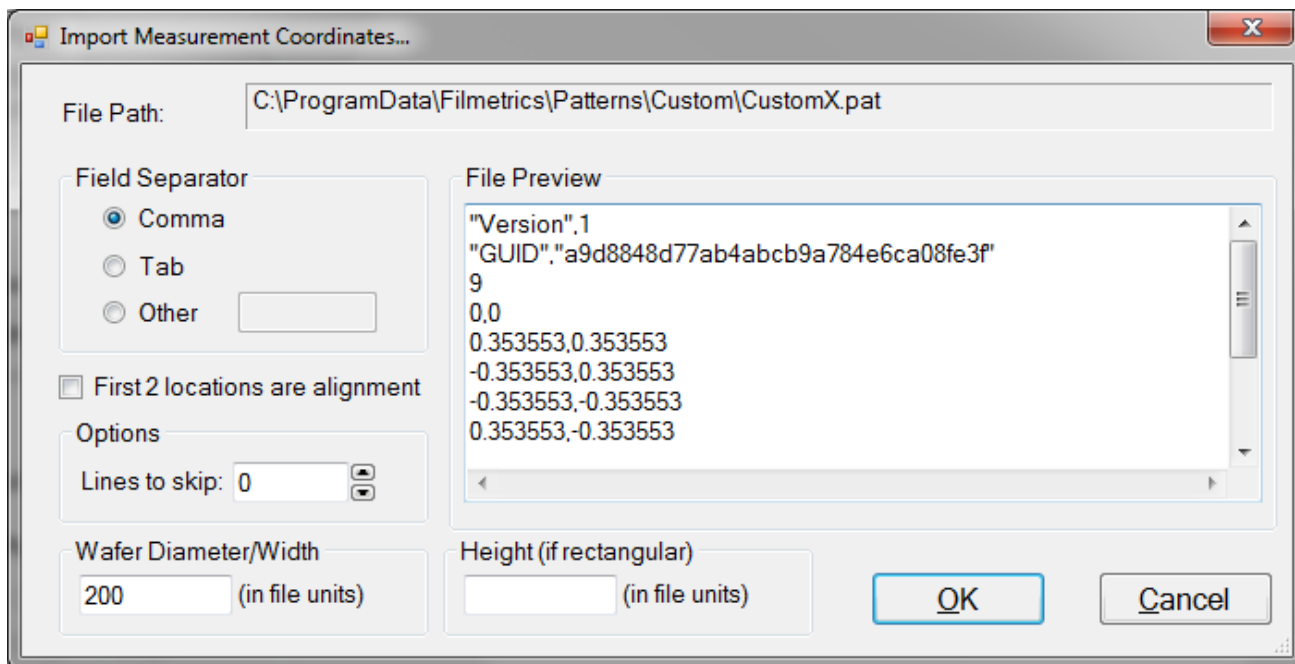 Import Measurement Coordinates...
File Path:
C:\ProgramData\Filmetrics\Patterns\Custom\CustomX.pat
Field Separator
Comma
Tab
Other
First 2 locations are alignment
Options
Lines to skip: 0
File Preview
"Version",1
"GUID","a9d8848d77ab4abcb9a784e6ca08fe3f"
9
0,0
0.353553,0.353553
-0.353553,0.353553
-0.353553,-0.353553
0.353553,-0.353553
Wafer Diameter/Width
200 (in file units)
Height (if rectangular)
(in file units)
OK
Cancel